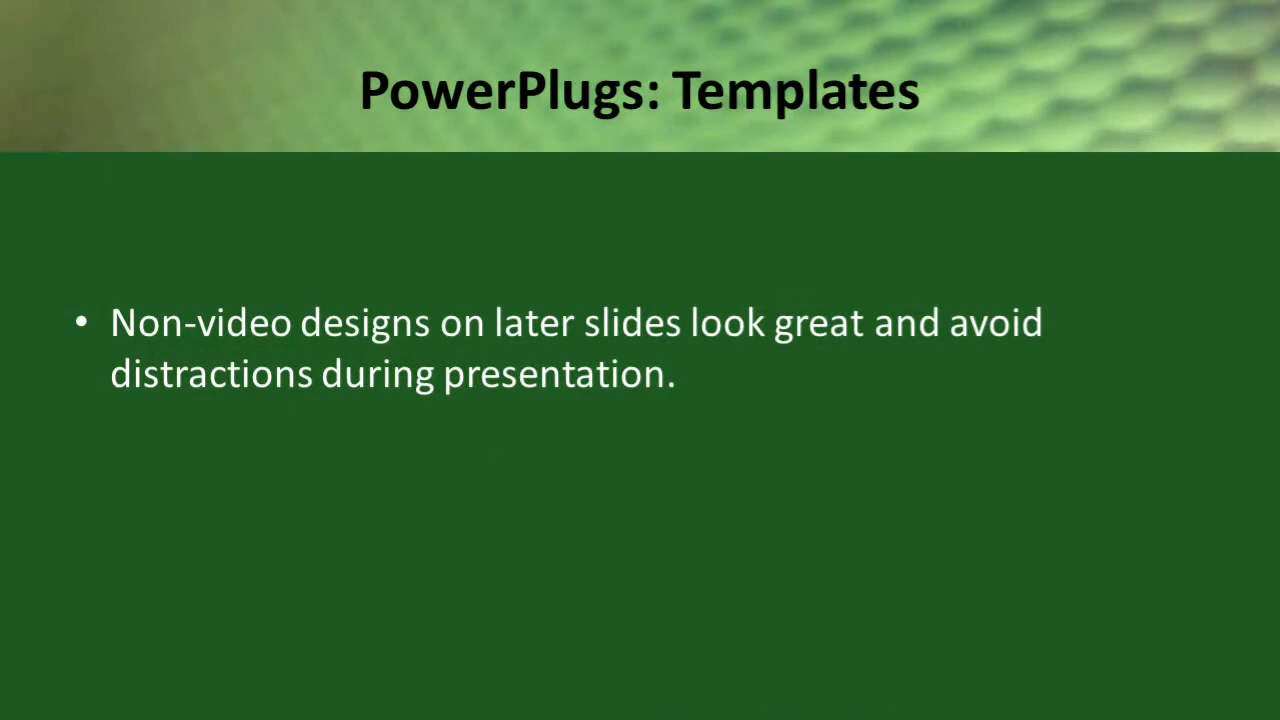 PowerPlugs: Templates
• Non-video designs on later slides look great and avoid
distractions during presentation.